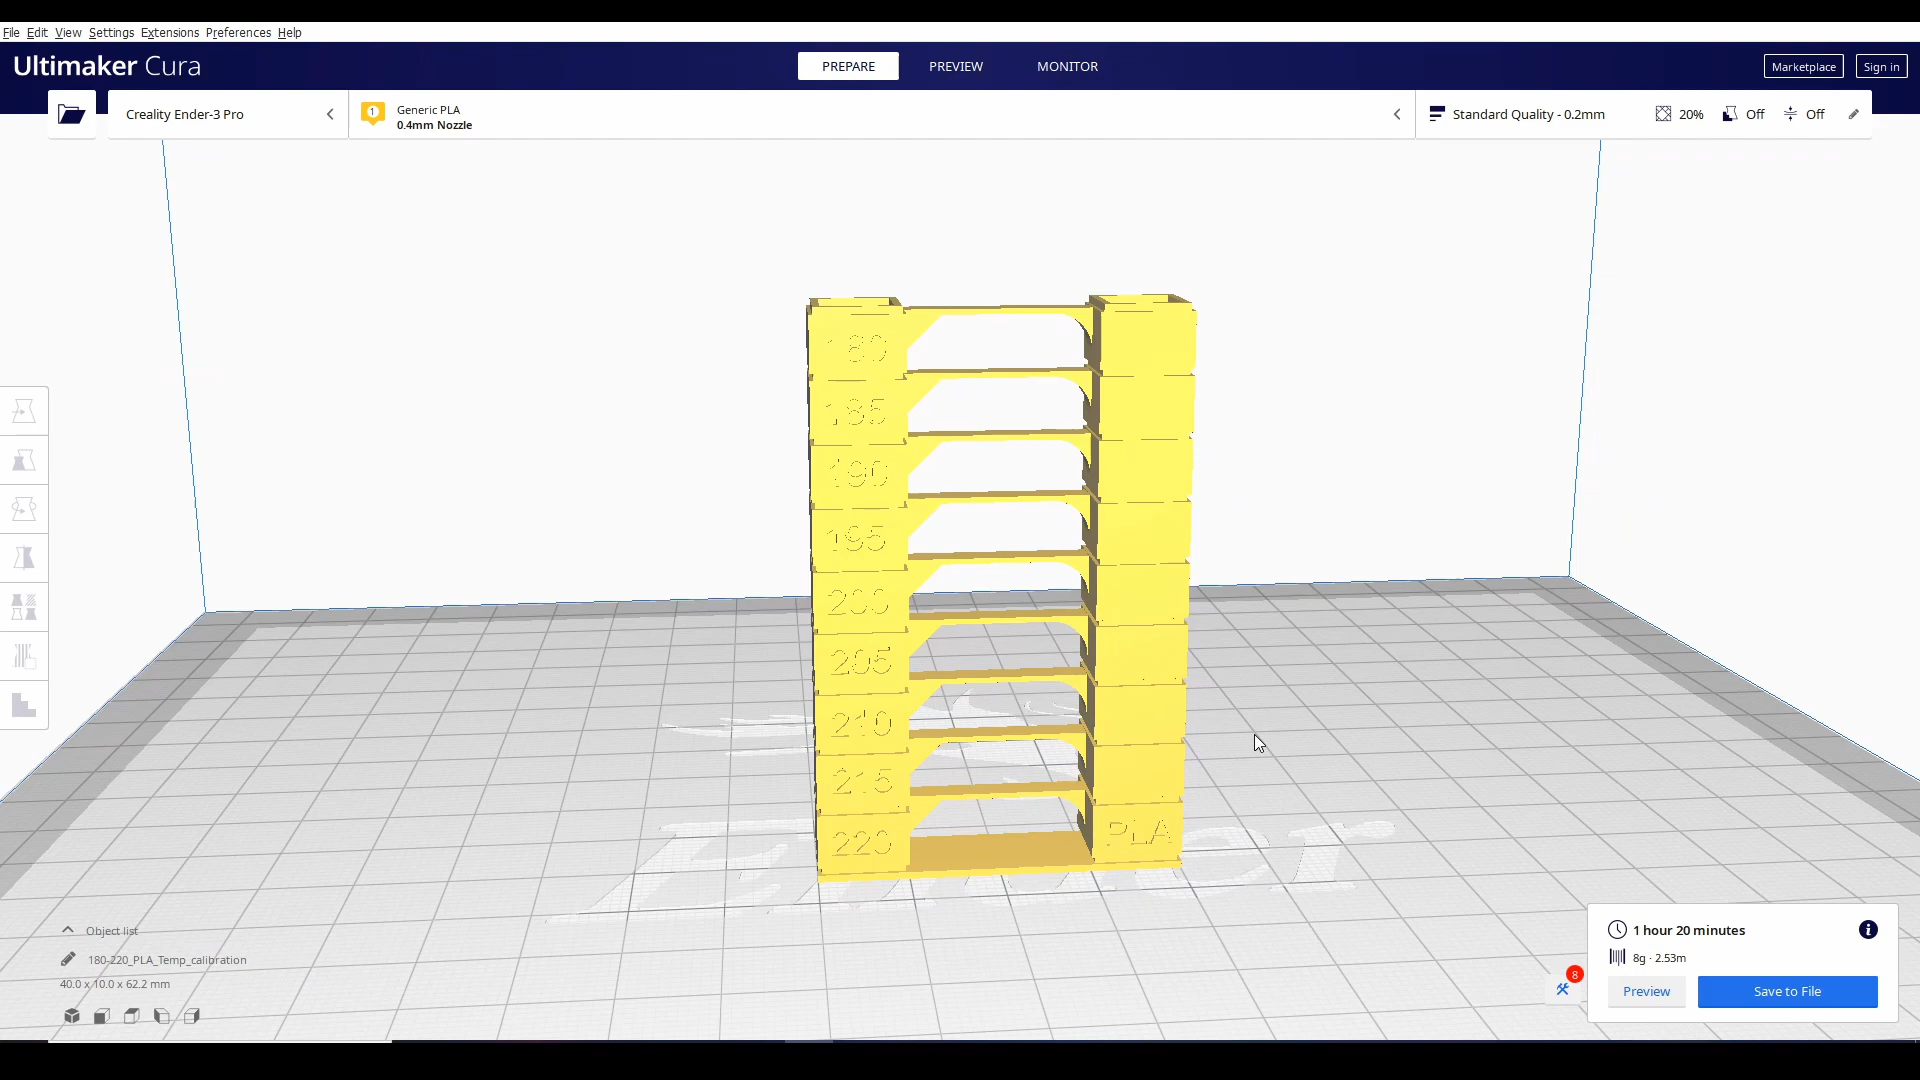 File Edit View Settings Extensions Preferences Help
Ultimaker Cura
PREPARE PREVIEW MONITOR
Marketplace Sign in
Creality Ender-3 Pro
1 Generic PLA
0.4mm Nozzle
Standard Quality - 0.2mm 20% Off Off
180
185
190
195
200
205
210
215
220 PLA
Ender
Object list
180-220_PLA_Temp_calibration
40.0 x 10.0 x 62.2 mm
1 hour 20 minutes
8g · 2.53m
8
Preview Save to File